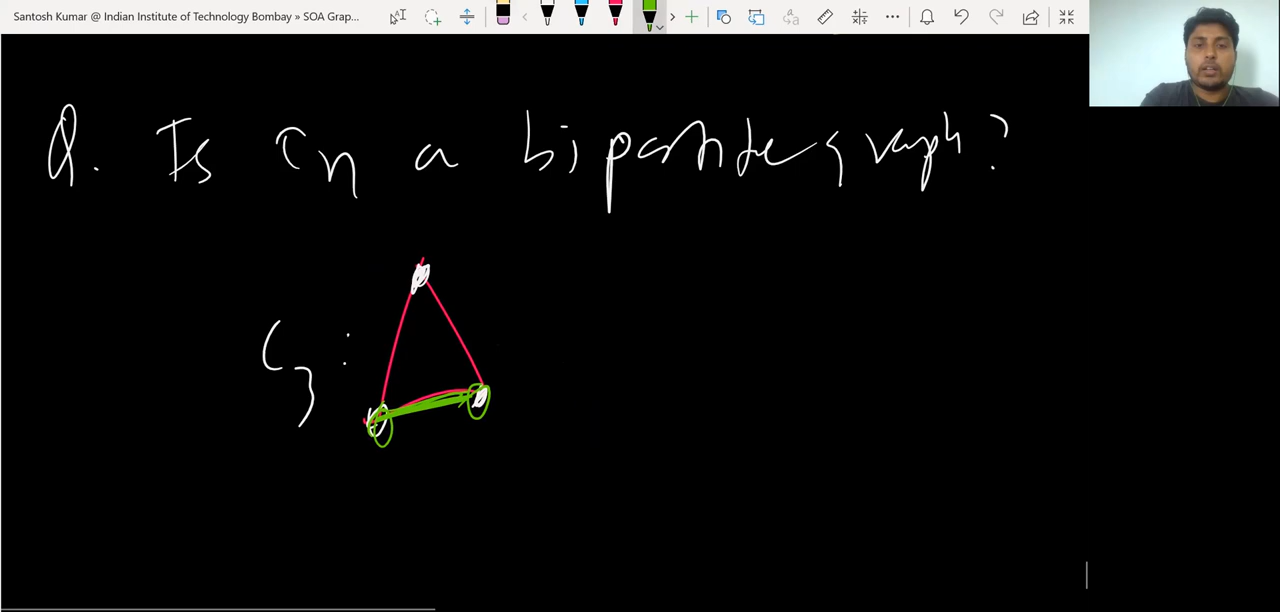 Santosh Kumar @ Indian Institute of Technology Bombay » SOA Grap...
Q. Is Cn a bipartite graph?
C3 :